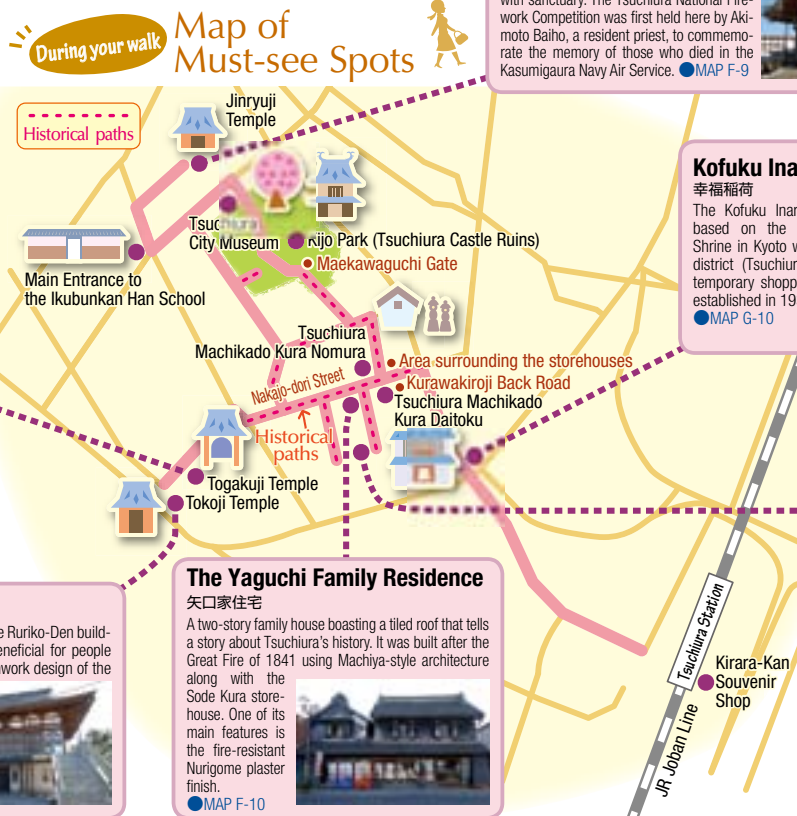 During your walk
Map of
Must-see Spots
with sanctuary. The Tsuchiura National Fire-
work Competition was first held here by Aki-
moto Baiho, a resident priest, to commemo-
rate the memory of those who died in the
Kasumigaura Navy Air Service. ●MAP F-9
Historical paths
Jinryuji
Temple
Tsuchiura
City Museum
Kijo Park (Tsuchiura Castle Ruins)
Maekawaguchi Gate
Main Entrance to
the Ikubunkan Han School
Kofuku Ina
幸福稲荷
The Kofuku Inar
based on the
Shrine in Kyoto w
district (Tsuchiur
temporary shopp
established in 19
●MAP G-10
Tsuchiura
Machikado Kura Nomura
Area surrounding the storehouses
Kurawakiroji Back Road
Tsuchiura Machikado
Kura Daitoku
Nakajo-dori Street
Historical
paths
Togakuji Temple
Tokoji Temple
e Ruriko-Den build-
eneficial for people
nwork design of the
The Yaguchi Family Residence
矢口家住宅
A two-story family house boasting a tiled roof that tells
a story about Tsuchiura's history. It was built after the
Great Fire of 1841 using Machiya-style architecture
along with the
Sode Kura store-
house. One of its
main features is
the fire-resistant
Nurigome plaster
finish.
●MAP F-10
Tsuchiura Station
Kirara-Kan
Souvenir
Shop
JR Joban Line